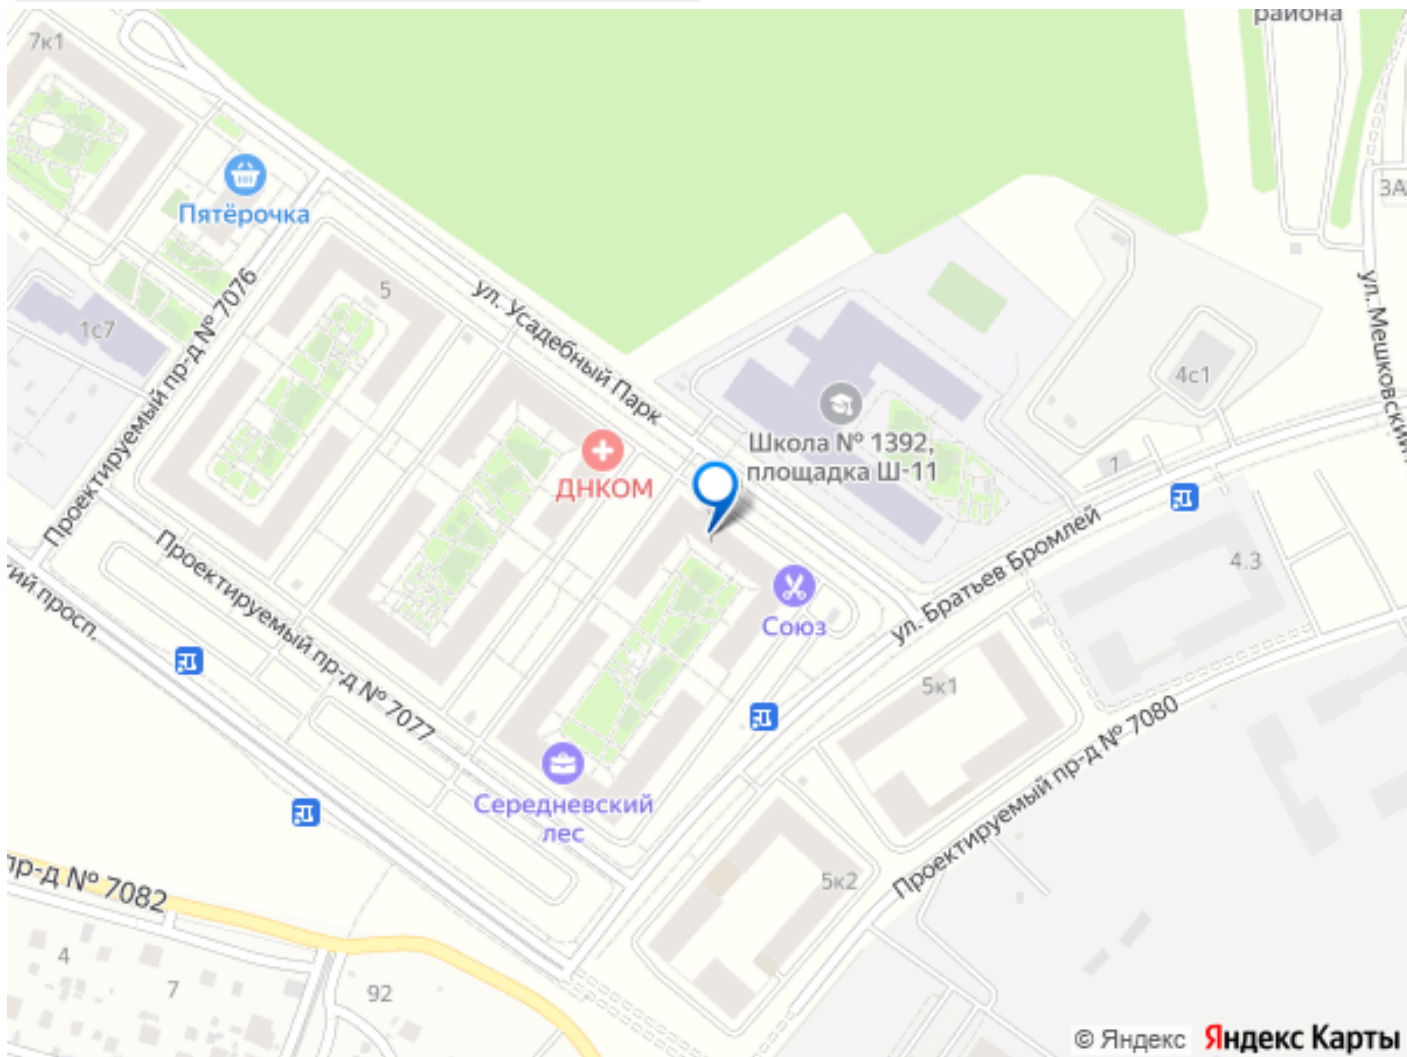 района
7к1
3А
Пятёрочка
ул. Мешковский
5
ул. Усадебный Парк
1с7
Проектируемый пр-д № 7076
4с1
Школа № 1392,
площадка Ш-11
1
ДНКОМ
4.3
ул. Братьев Бромлей
Проектируемый пр-д № 7077
ий просп.
Союз
5к1
Проектируемый пр-д № 7080
Середневский
лес
5к2
пр-д № 7082
4
7
92
© Яндекс Яндекс Карты